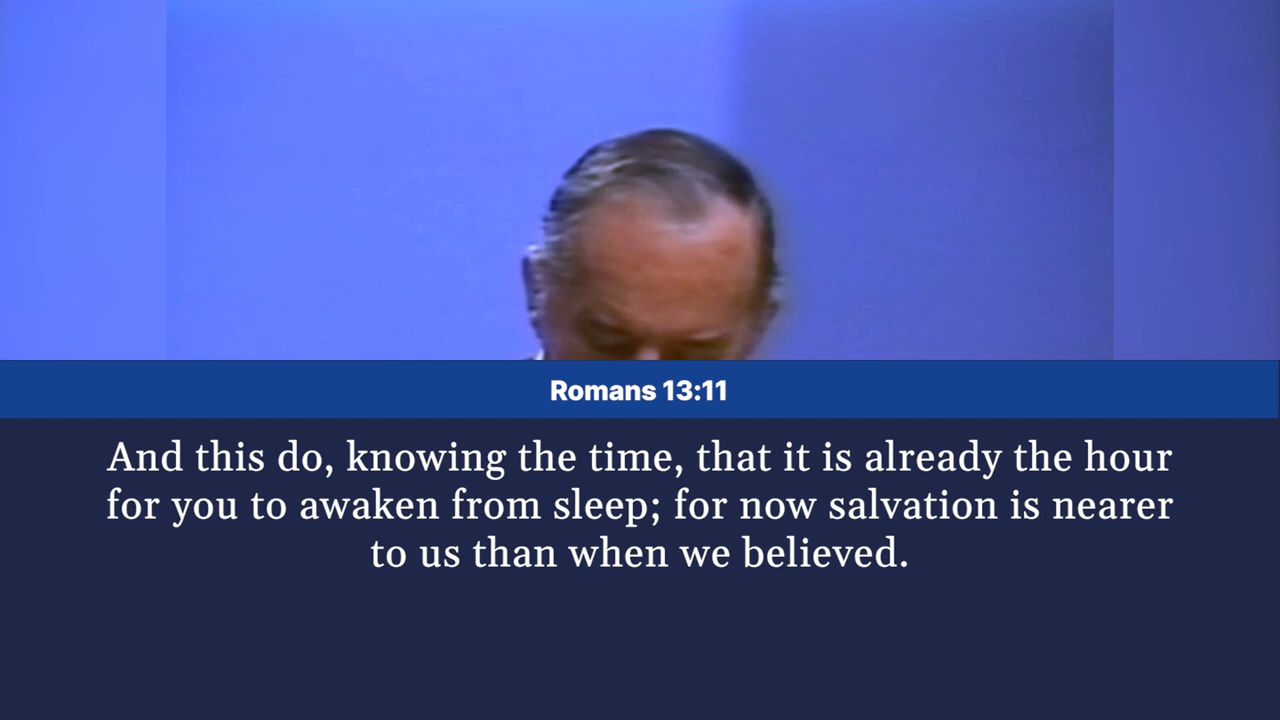 Romans 13:11
And this do, knowing the time, that it is already the hour
for you to awaken from sleep; for now salvation is nearer
to us than when we believed.